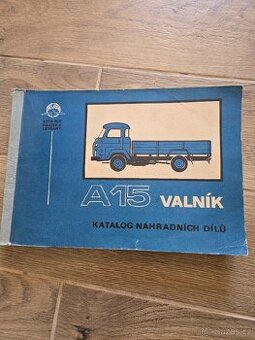 A15 VALNÍK
KATALOG NÁHRADNÍCH DÍLŮ